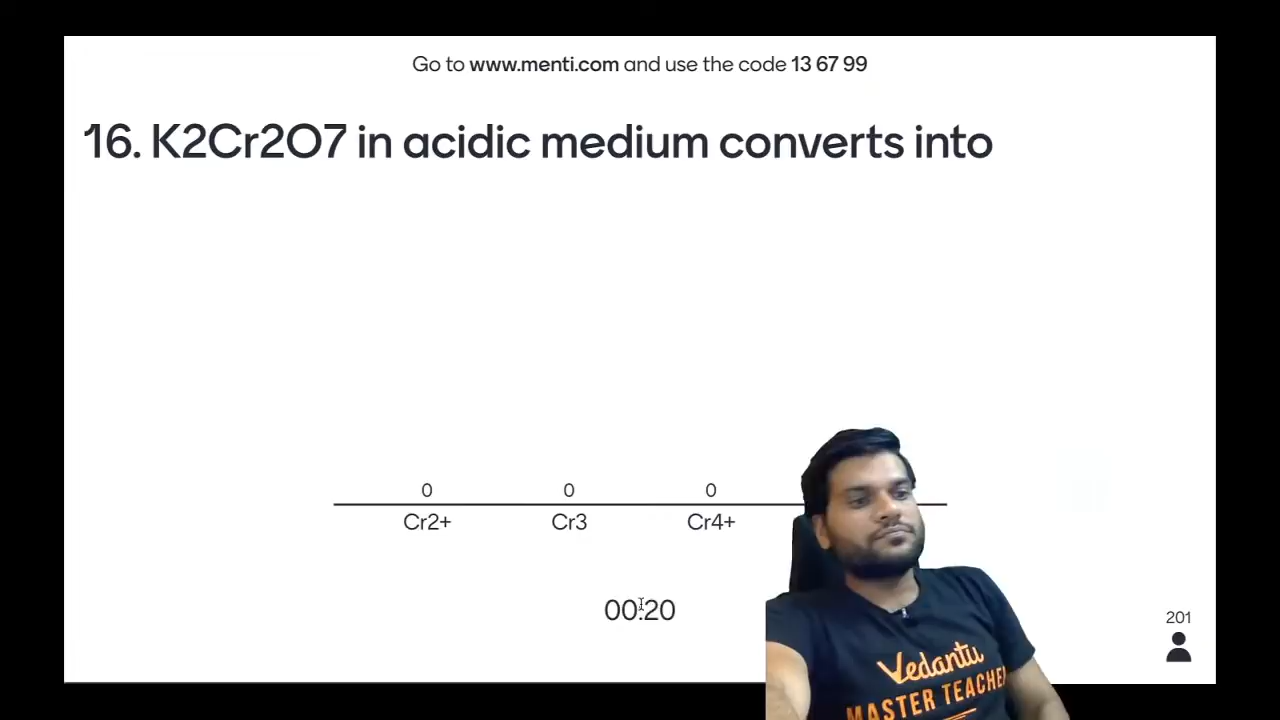 Go to www.menti.com and use the code 13 67 99
16. K2Cr2O7 in acidic medium converts into
0 0 0
Cr2+ Cr3 Cr4+
00:20
201
Vedantu
MASTER TEACHER